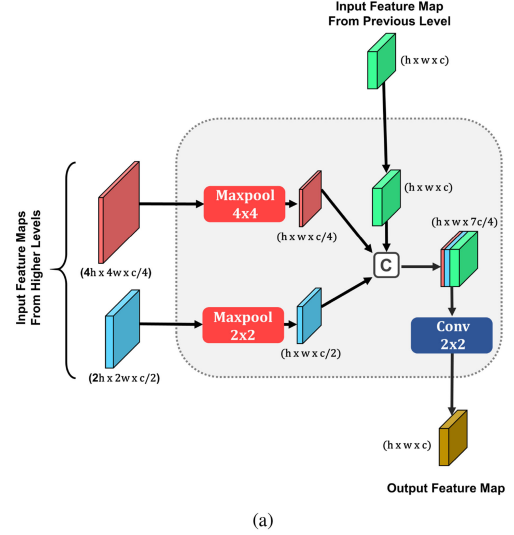 Input Feature Map
From Previous Level
(h x w x c)
Input Feature Maps
From Higher Levels
(4h x 4w x c/4)
Maxpool
4x4
(h x w x c/4)
(h x w x c)
C
(h x w x 7c/4)
(2h x 2w x c/2)
Maxpool
2x2
(h x w x c/2)
Conv
2x2
(h x w x c)
Output Feature Map
(a)